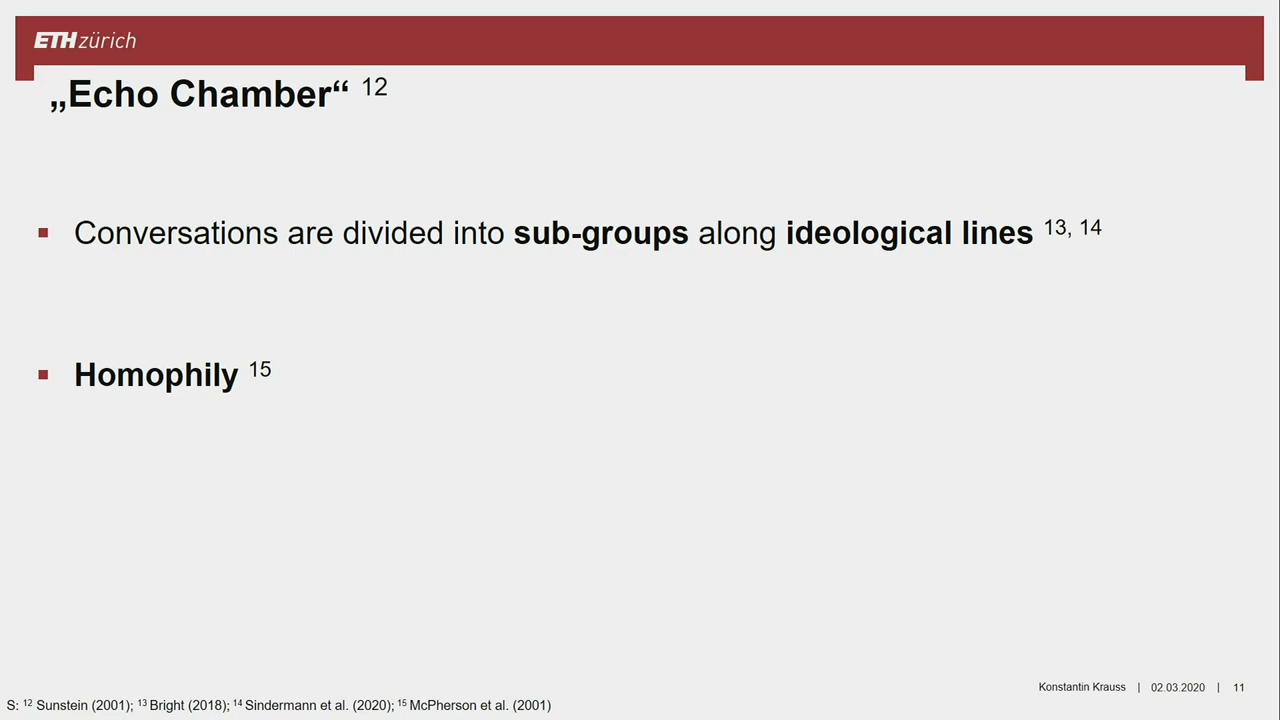 ETH zürich
„Echo Chamber“ 12
Conversations are divided into sub-groups along ideological lines 13, 14
Homophily 15
Konstantin Krauss | 02.03.2020 | 11
S: 12 Sunstein (2001); 13 Bright (2018); 14 Sindermann et al. (2020); 15 McPherson et al. (2001)